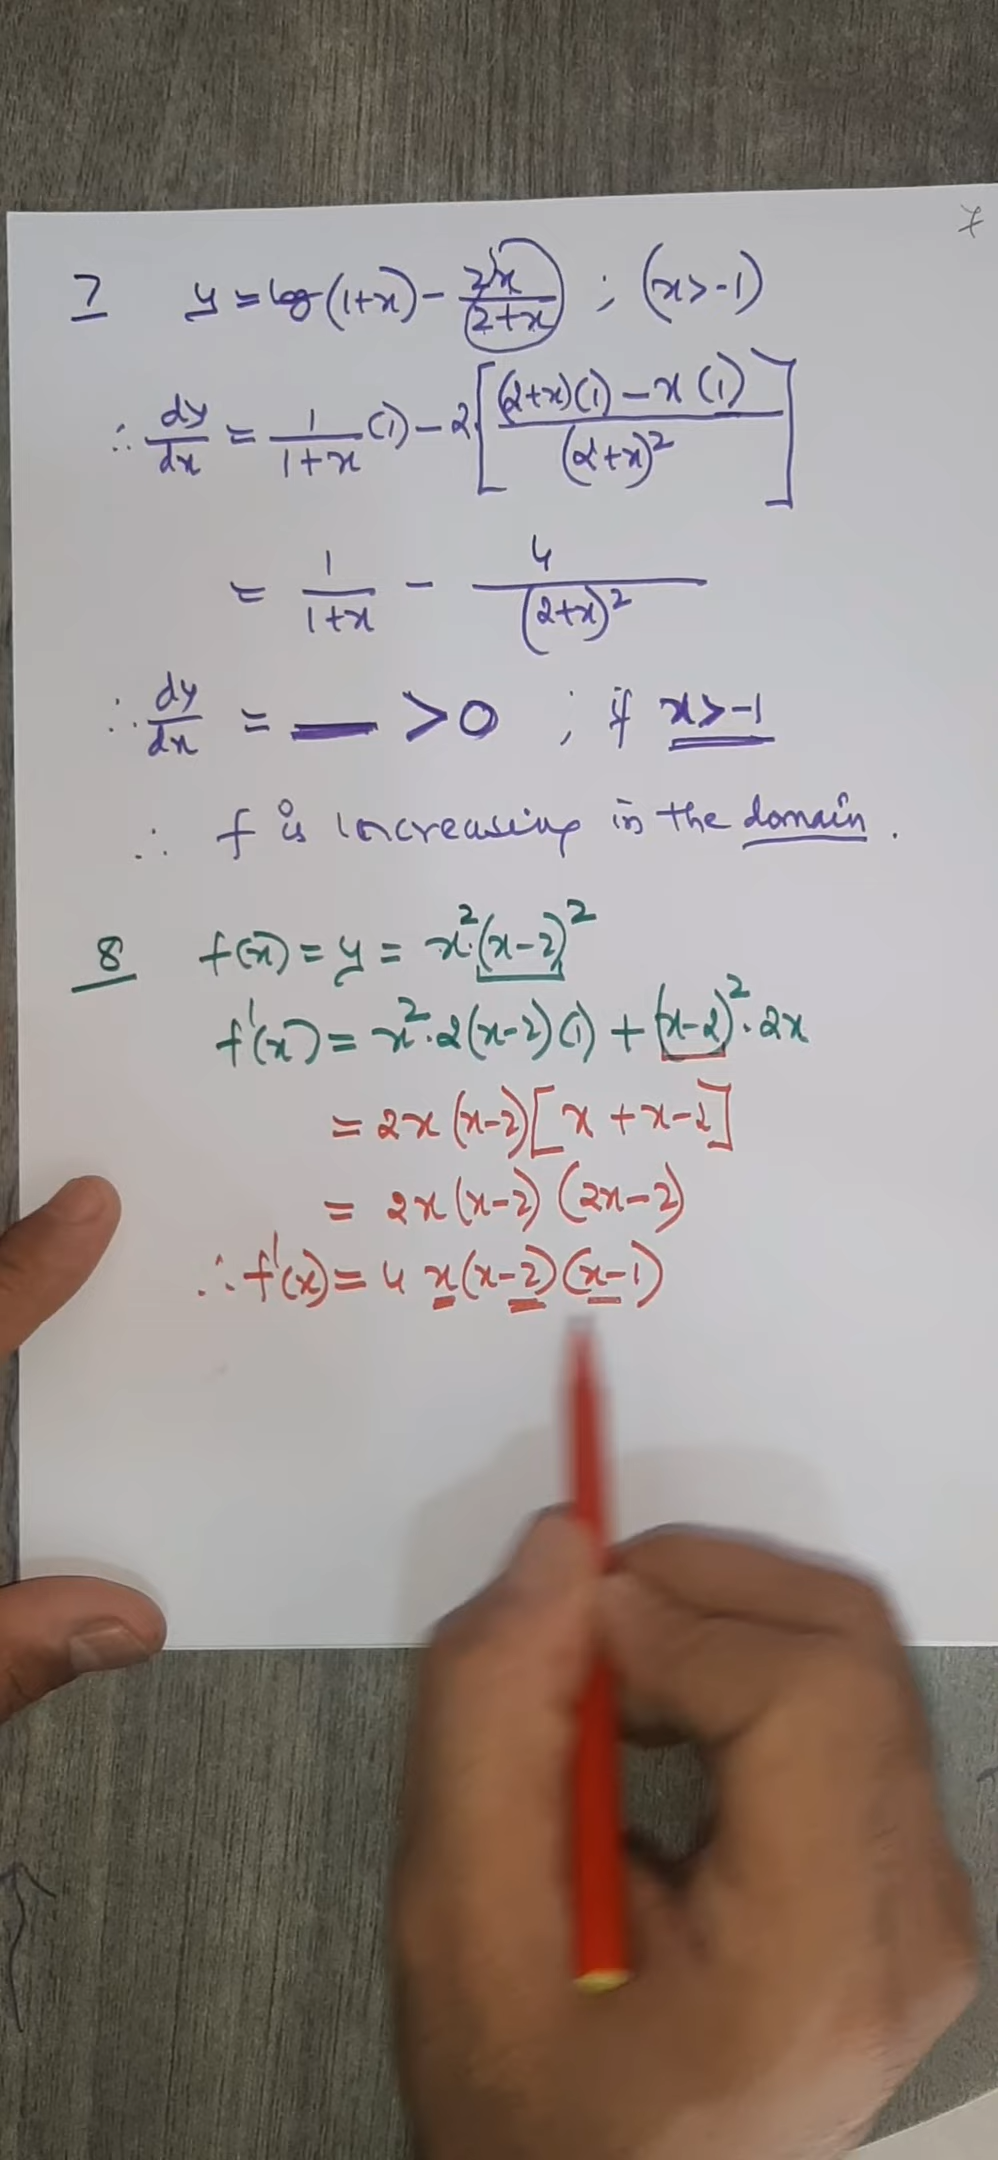 7
7 y = log(1+x) - 2x/(2+x) ; (x>-1)
∴ dy/dx = 1/(1+x) (1) - 2 [ ((2+x)(1) - x(1))/(2+x)² ]
= 1/(1+x) - 4/(2+x)²
∴ dy/dx = — >0 ; if x>-1
∴ f is increasing in the domain.
8 f(x) = y = x²·(x-2)²
f'(x) = x²·2(x-2)(1) + (x-2)²·2x
= 2x(x-2)[x+x-2]
= 2x(x-2)(2x-2)
∴ f'(x) = 4x(x-2)(x-1)